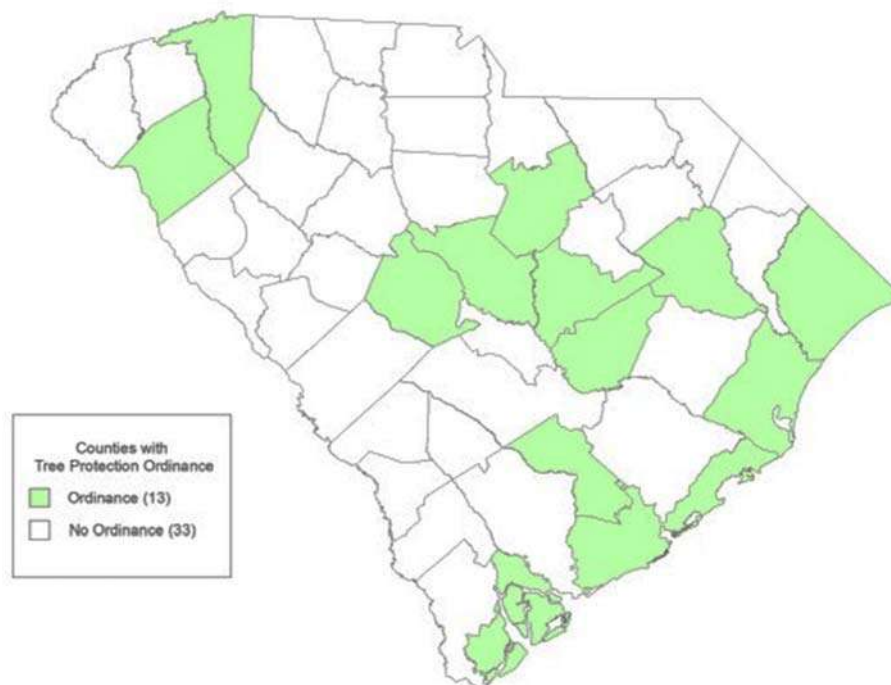 Counties with
Tree Protection Ordinance
Ordinance (13)
No Ordinance (33)